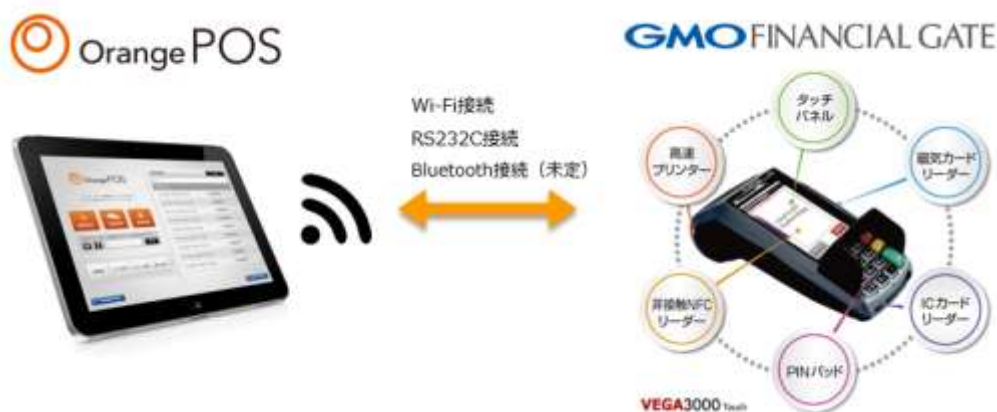 OrangePOS
GMO FINANCIAL GATE
Wi-Fi接続
RS232C接続
Bluetooth接続（未定）
タッチ
パネル
高速
プリンター
磁気カード
リーダー
非接触NFC
リーダー
ICカード
リーダー
PINパッド
VEGA3000 Touch
OrangePOS